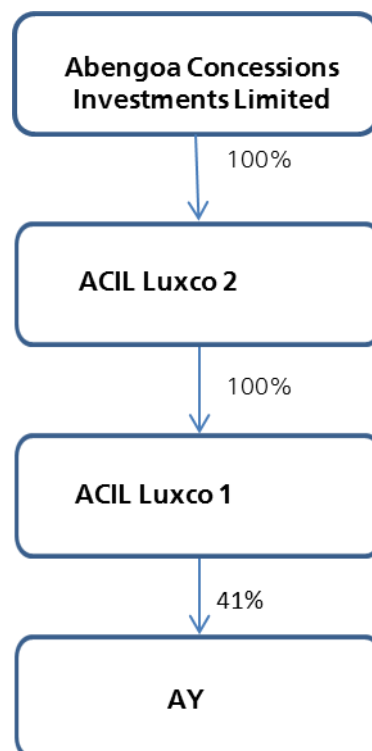 Abengoa Concessions
Investments Limited
100%
ACIL Luxco 2
100%
ACIL Luxco 1
41%
AY